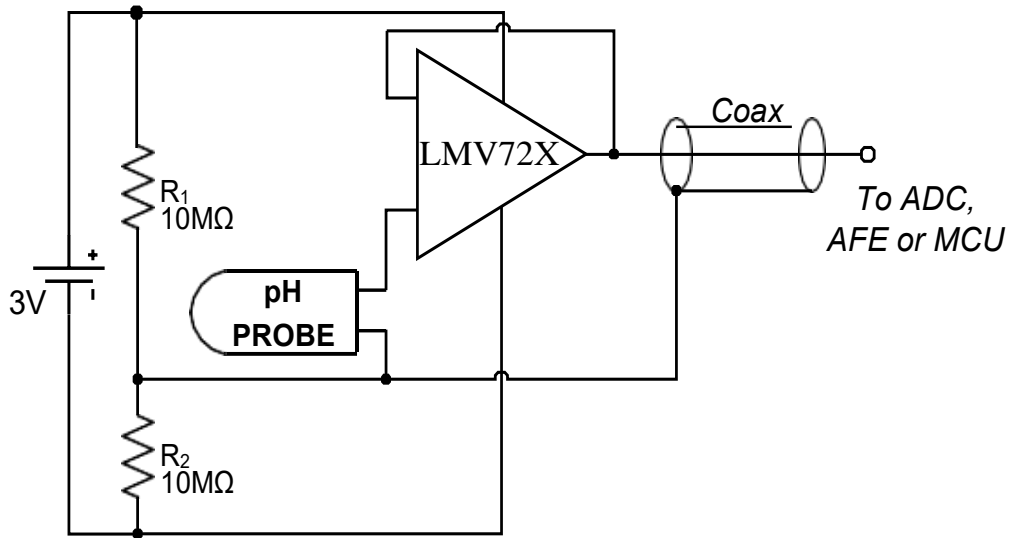 Coax
LMV72X
R₁
10MΩ
To ADC,
AFE or MCU
+
-
3V
pH
PROBE
R₂
10MΩ